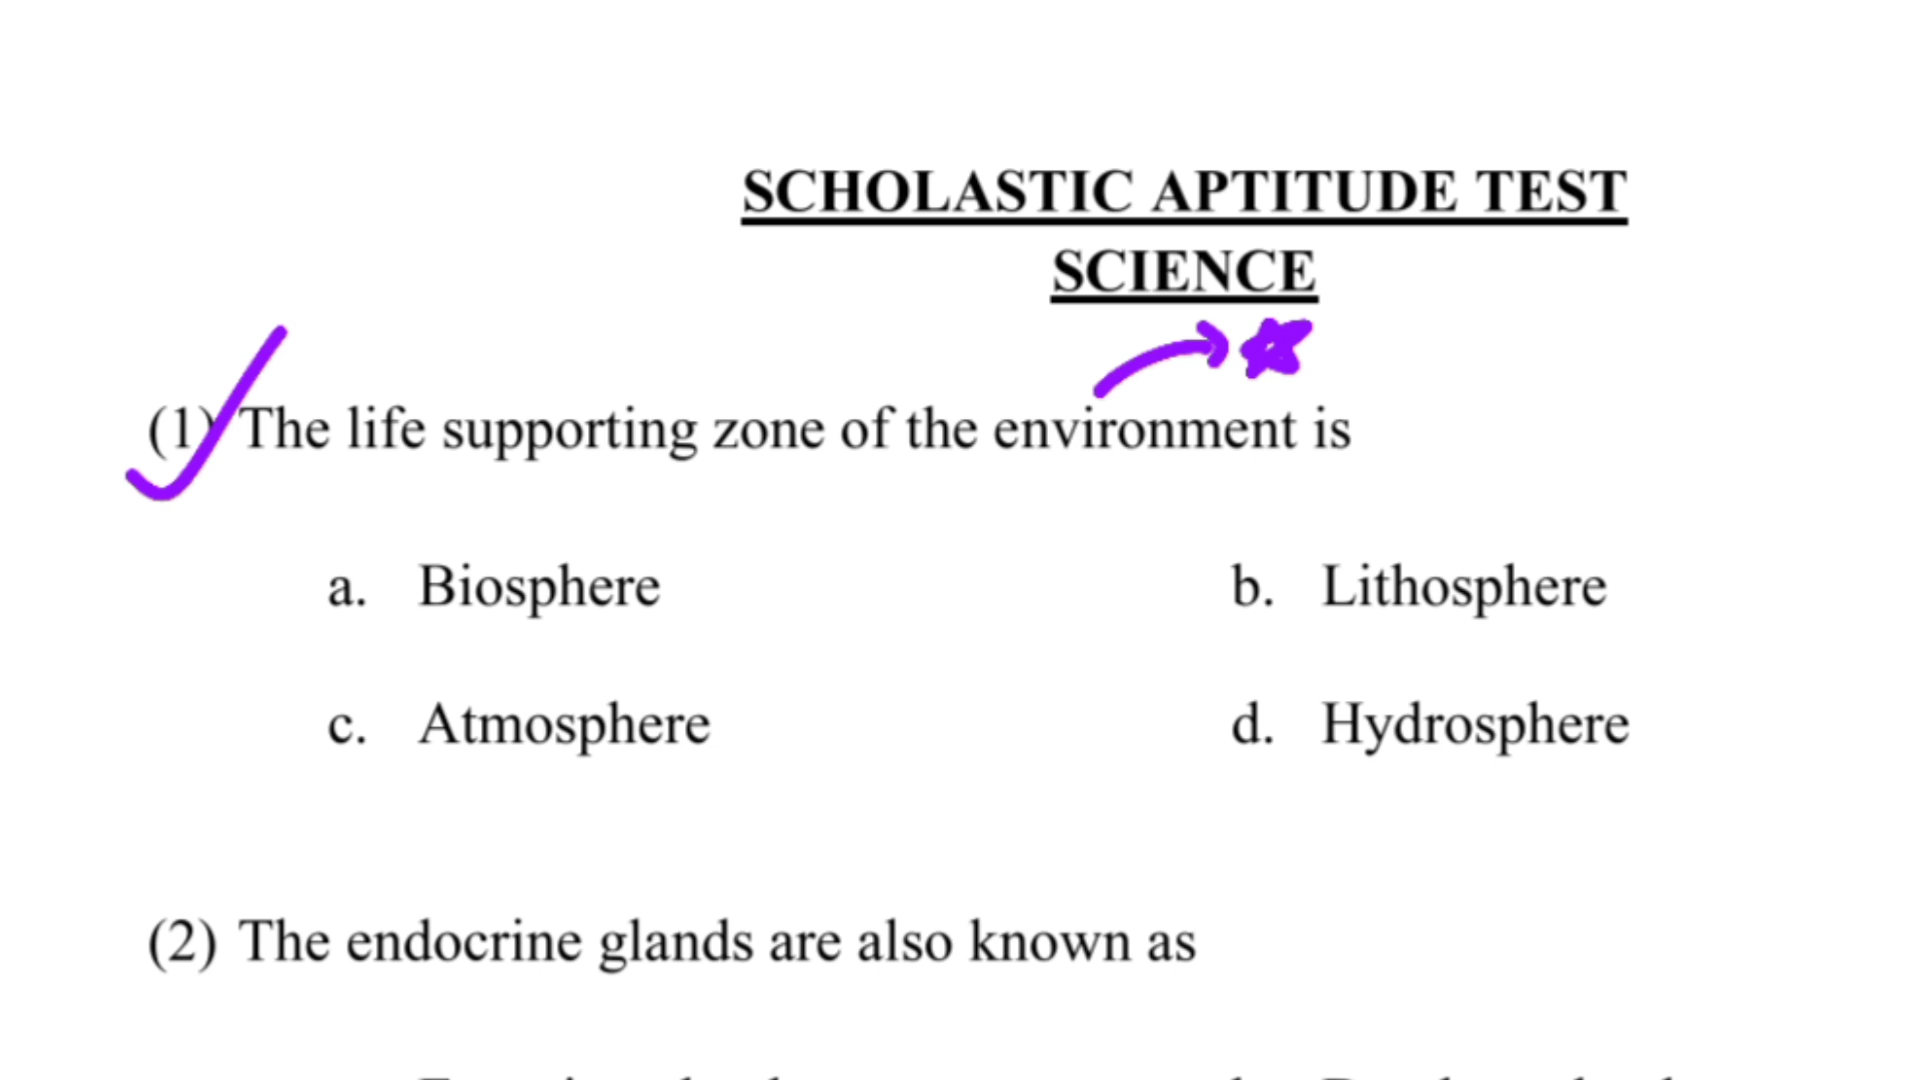 SCHOLASTIC APTITUDE TEST
SCIENCE
(1) The life supporting zone of the environment is
a. Biosphere b. Lithosphere
c. Atmosphere d. Hydrosphere
(2) The endocrine glands are also known as